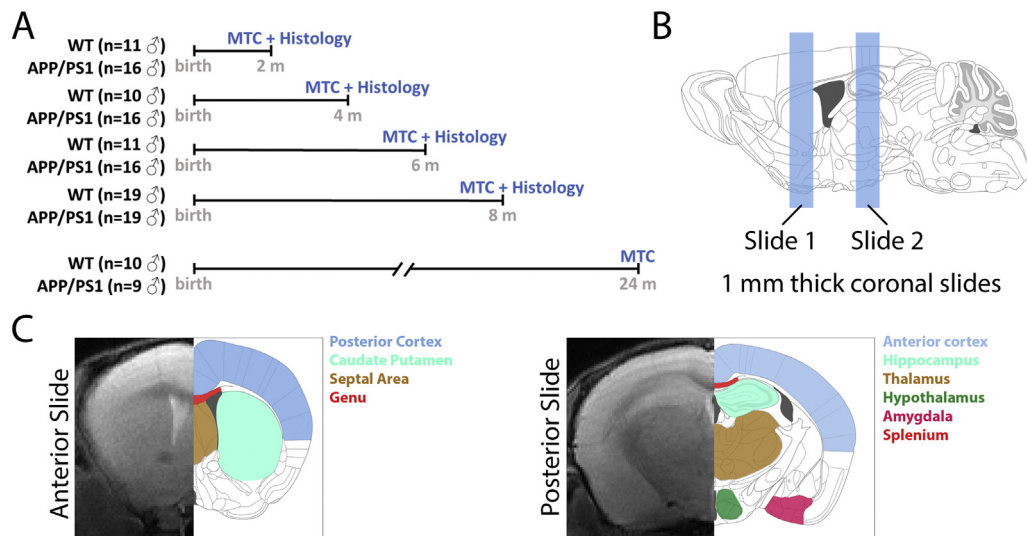 A
WT (n=11 ♂)
APP/PS1 (n=16 ♂)
birth
MTC + Histology
2 m
WT (n=10 ♂)
APP/PS1 (n=16 ♂)
birth
MTC + Histology
4 m
WT (n=11 ♂)
APP/PS1 (n=16 ♂)
birth
MTC + Histology
6 m
WT (n=19 ♂)
APP/PS1 (n=19 ♂)
birth
MTC + Histology
8 m
WT (n=10 ♂)
APP/PS1 (n=9 ♂)
birth
MTC
24 m
B
Slide 1
Slide 2
1 mm thick coronal slides
C
Anterior Slide
Posterior Cortex
Caudate Putamen
Septal Area
Genu
Posterior Slide
Anterior cortex
Hippocampus
Thalamus
Hypothalamus
Amygdala
Splenium